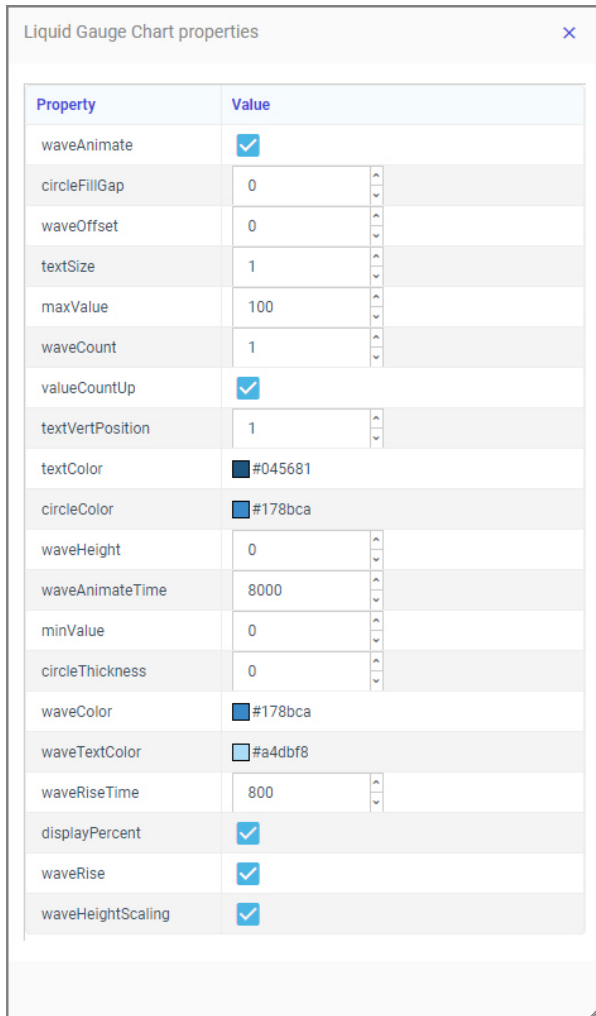 Liquid Gauge Chart properties
Property Value
waveAnimate
circleFillGap 0
waveOffset 0
textSize 1
maxValue 100
waveCount 1
valueCountUp
textVertPosition 1
textColor #045681
circleColor #178bca
waveHeight 0
waveAnimateTime 8000
minValue 0
circleThickness 0
waveColor #178bca
waveTextColor #a4dbf8
waveRiseTime 800
displayPercent
waveRise
waveHeightScaling